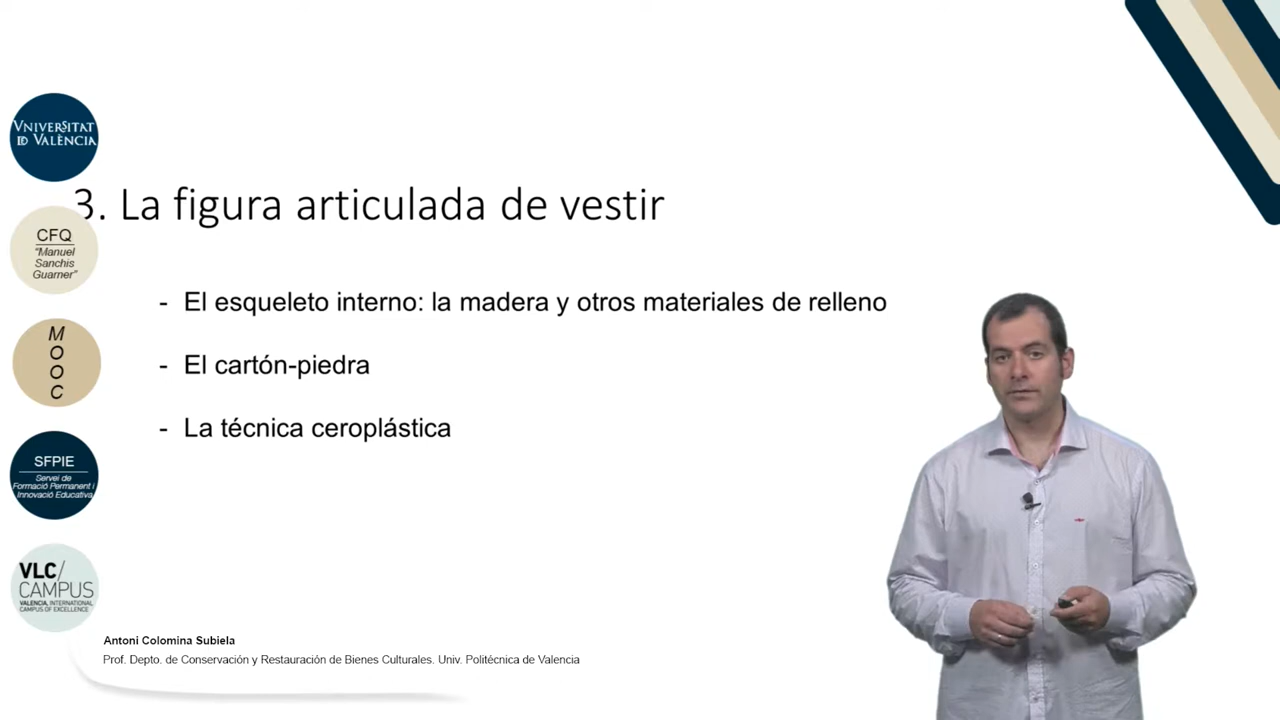 VNIVERSITAT
ID VALÈNCIA
3. La figura articulada de vestir
CFQ
"Manuel
Sanchis
Guarner"
- El esqueleto interno: la madera y otros materiales de relleno
- El cartón-piedra
- La técnica ceroplástica
M
O
O
C
SFPIE
Servei de
Formació Permanent i
Innovació Educativa
VLC/
CAMPUS
VALENCIA, INTERNATIONAL
CAMPUS OF EXCELLENCE
Antoni Colomina Subiela
Prof. Depto. de Conservación y Restauración de Bienes Culturales. Univ. Politécnica de Valencia